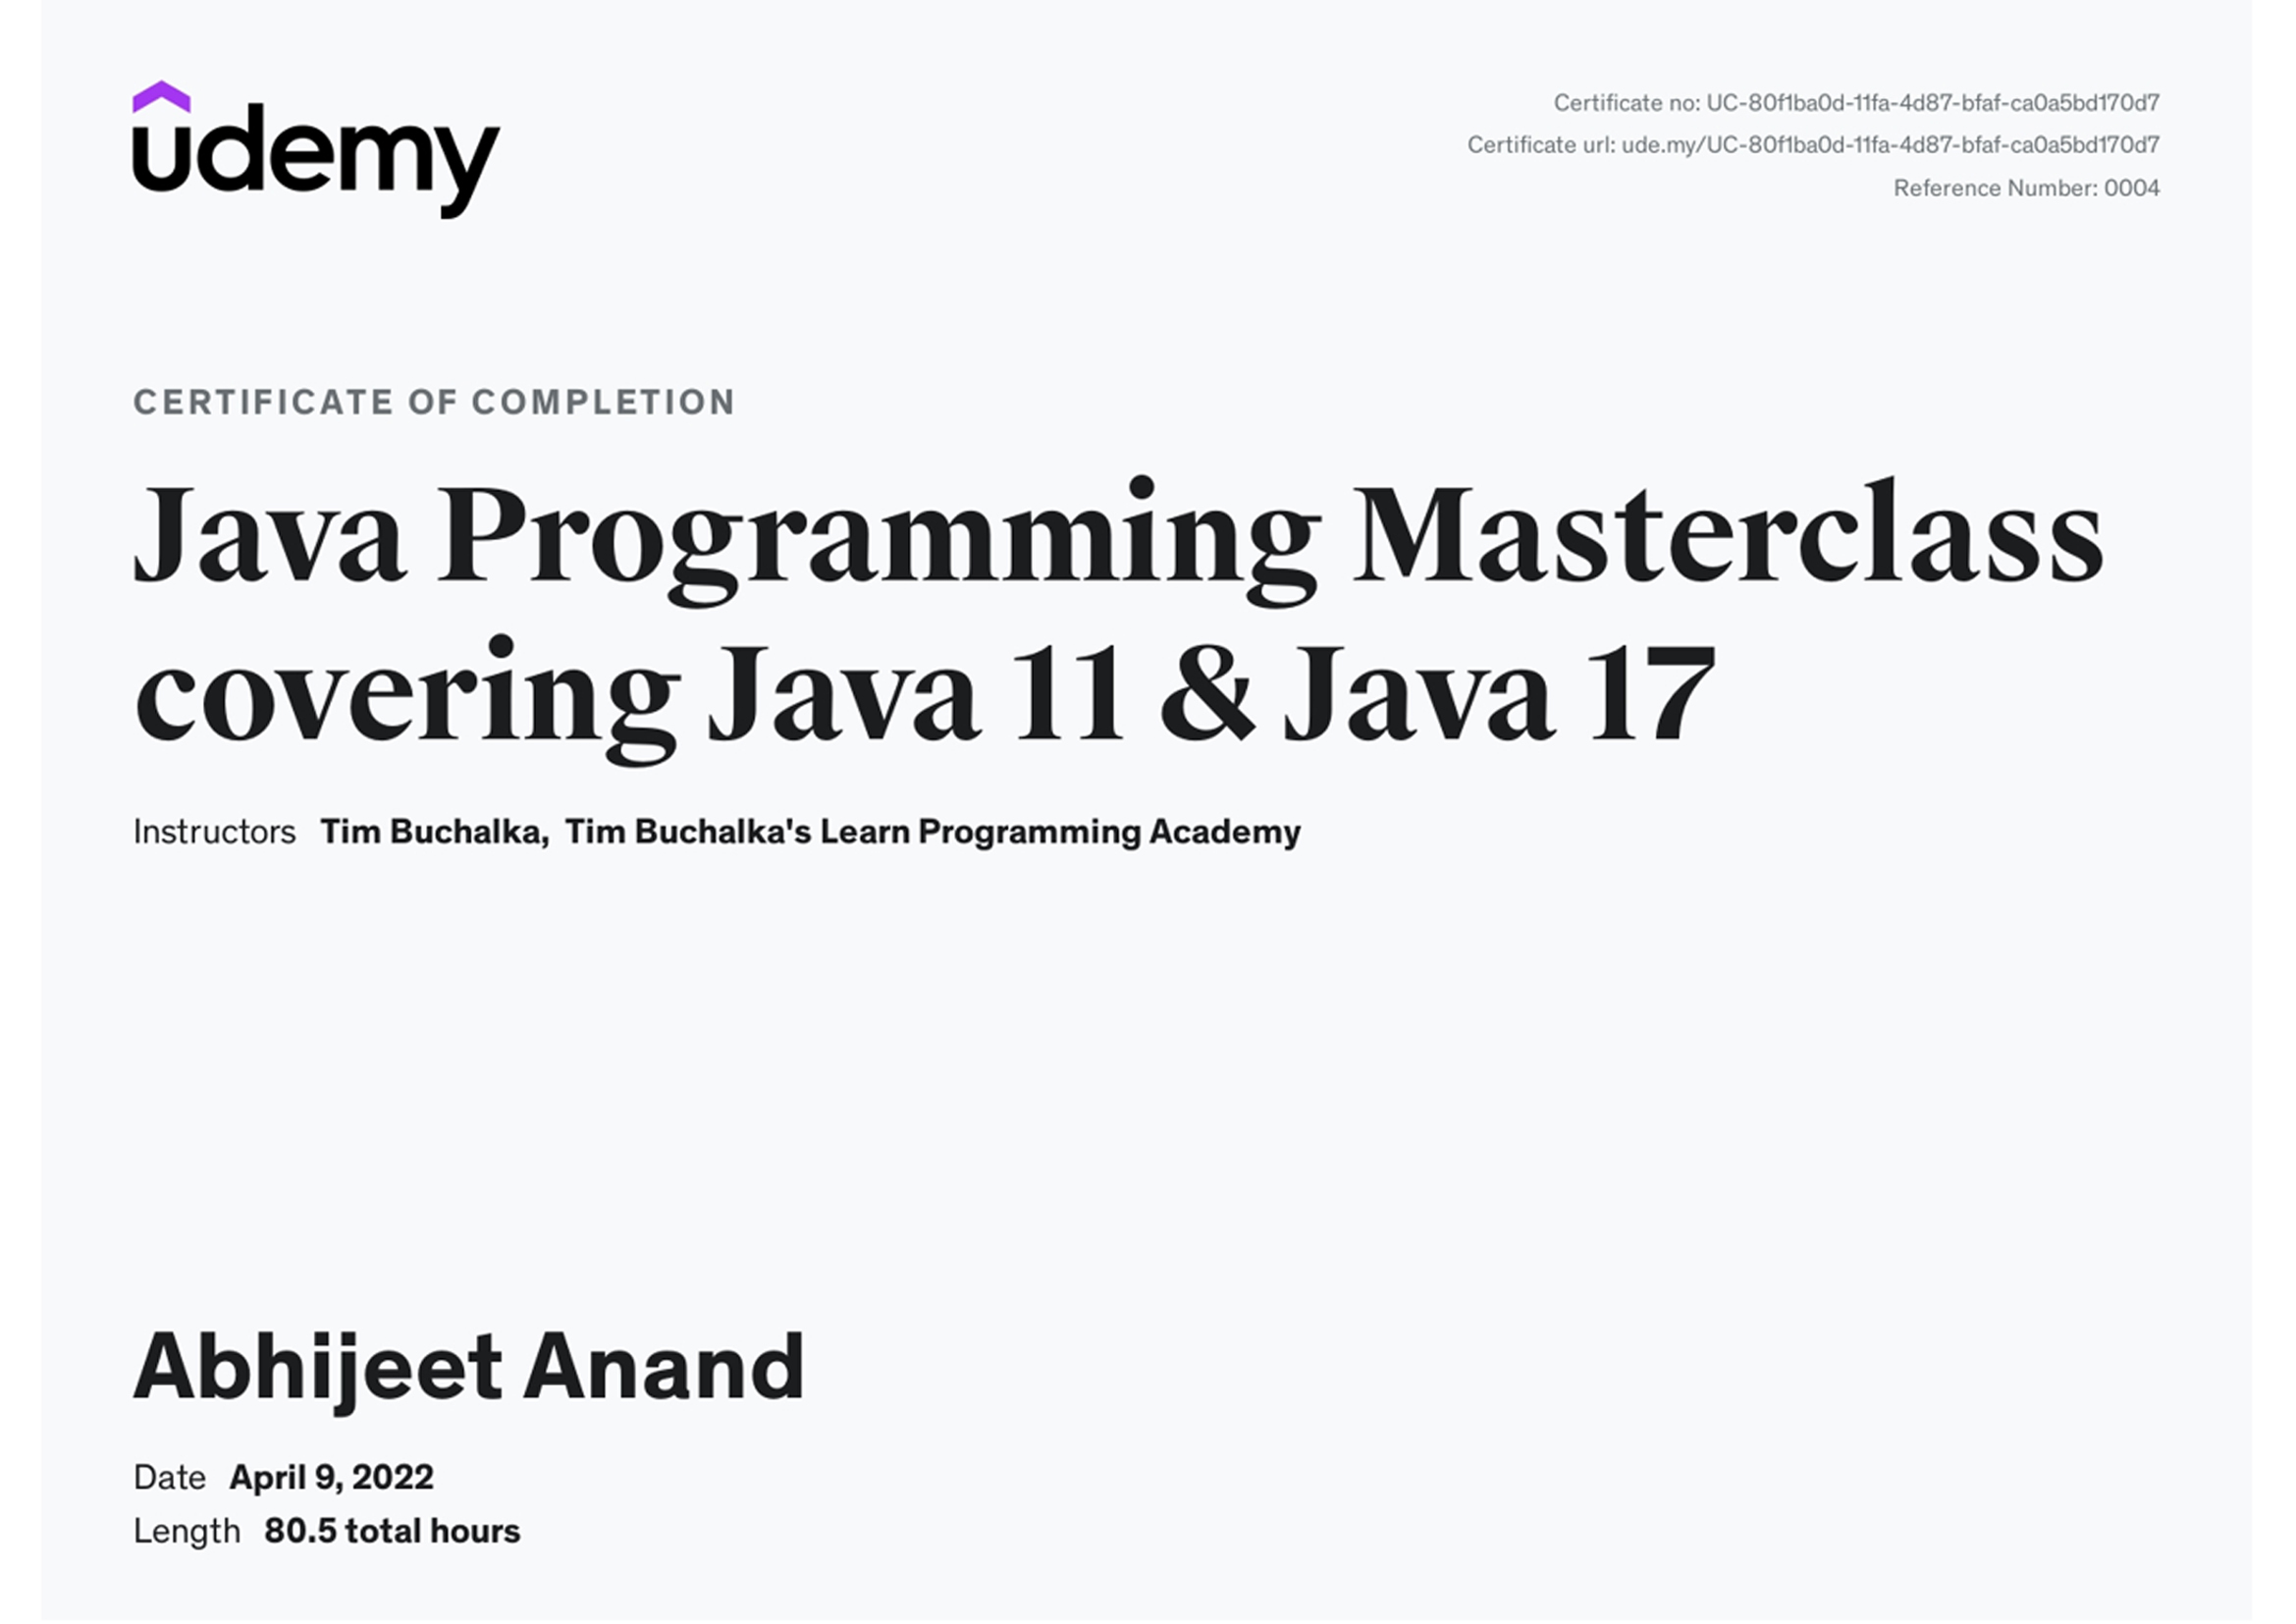 udemy
Certificate no: UC-80f1ba0d-11fa-4d87-bfaf-ca0a5bd170d7
Certificate url: ude.my/UC-80f1ba0d-11fa-4d87-bfaf-ca0a5bd170d7
Reference Number: 0004
CERTIFICATE OF COMPLETION
Java Programming Masterclass
covering Java 11 & Java 17
Instructors Tim Buchalka, Tim Buchalka's Learn Programming Academy
Abhijeet Anand
Date April 9, 2022
Length 80.5 total hours